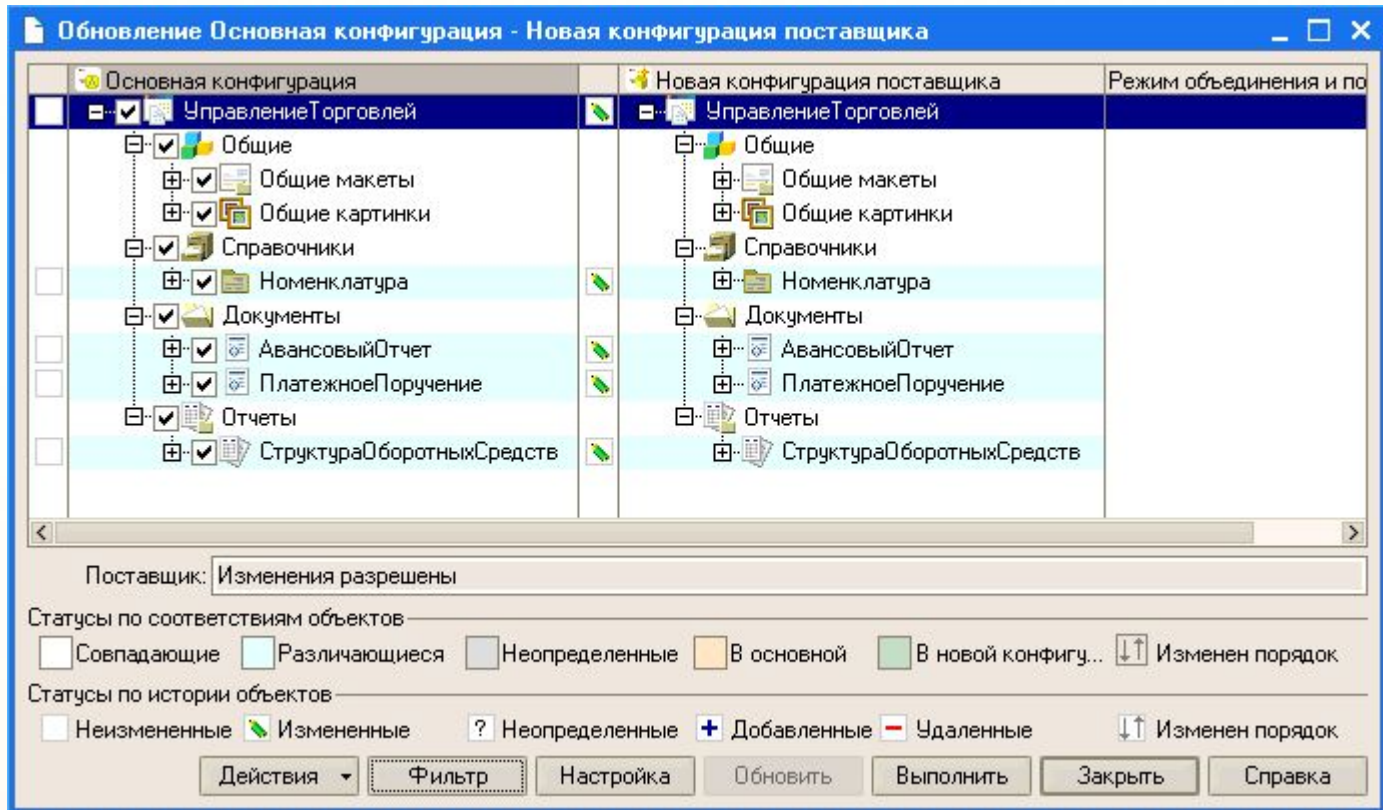 Обновление Основная конфигурация - Новая конфигурация поставщика
Основная конфигурация Новая конфигурация поставщика Режим объединения и по
УправлениеТорговлей УправлениеТорговлей
Общие Общие
Общие макеты Общие макеты
Общие картинки Общие картинки
Справочники Справочники
Номенклатура Номенклатура
Документы Документы
АвансовыйОтчет АвансовыйОтчет
ПлатежноеПоручение ПлатежноеПоручение
Отчеты Отчеты
СтруктураОборотныхСредств СтруктураОборотныхСредств
Поставщик: Изменения разрешены
Статусы по соответствиям объектов
Совпадающие Различающиеся Неопределенные В основной В новой конфигу... Изменен порядок
Статусы по истории объектов
Неизмененные Измененные ? Неопределенные Добавленные Удаленные Изменен порядок
Действия Фильтр Настройка Обновить Выполнить Закрыть Справка